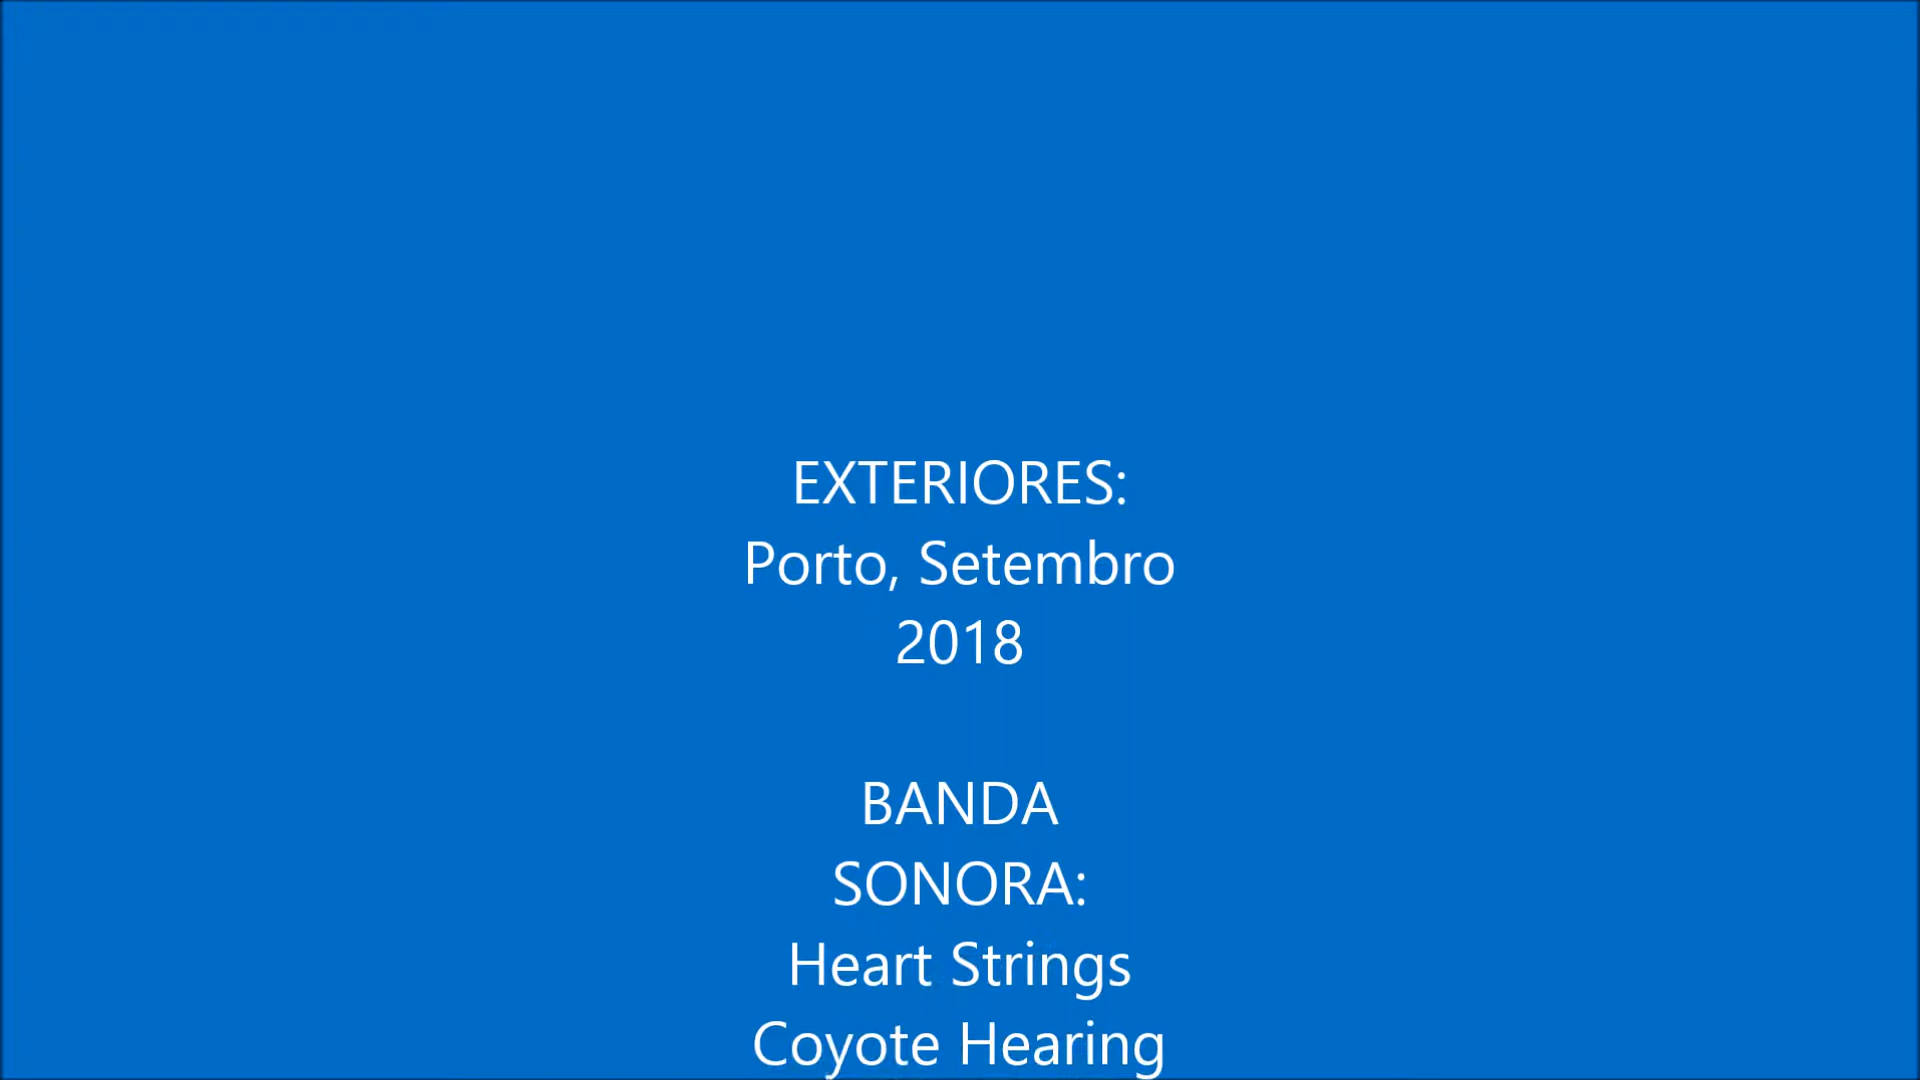 EXTERIORES:
Porto, Setembro
2018
BANDA
SONORA:
Heart Strings
Coyote Hearing